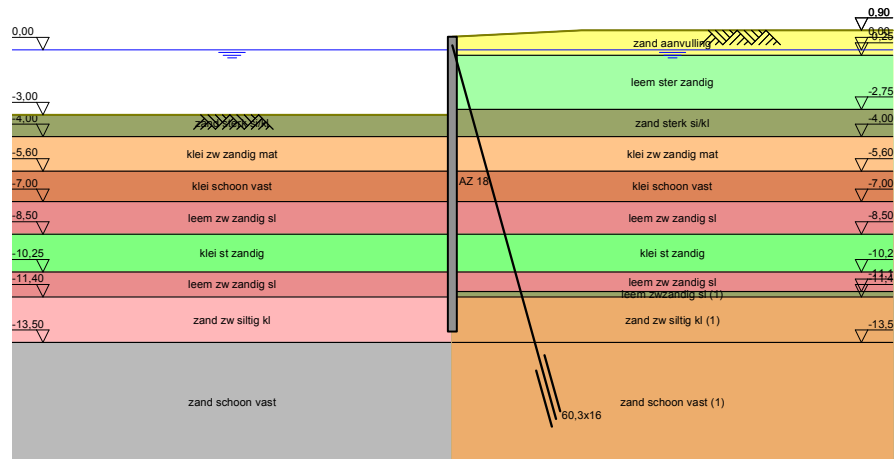 0,00
0,90
0,00
zand aanvulling
0,25
leem ster zandig
-3,00
-2,75
zand sterk si/kl
zand sterk si/kl
-4,00
-4,00
klei zw zandig mat
klei zw zandig mat
-5,60
-5,60
klei schoon vast
AZ 18
klei schoon vast
-7,00
-7,00
leem zw zandig sl
leem zw zandig sl
-8,50
-8,50
klei st zandig
klei st zandig
-10,25
-10,2
leem zw zandig sl
leem zw zandig sl
-11,1
-11,40
-11,4
leem zwzandig sl (1)
zand zw siltig kl
zand zw siltig kl (1)
-13,50
-13,5
zand schoon vast
zand schoon vast (1)
60,3x16